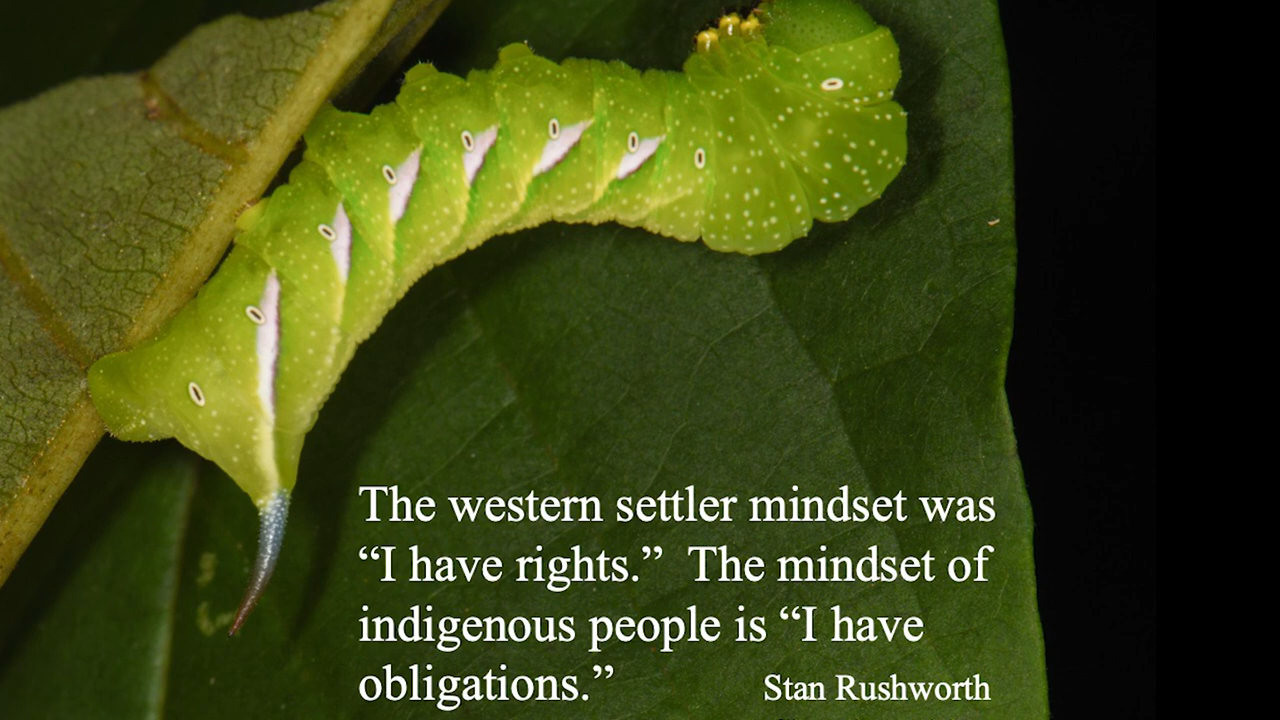 The western settler mindset was
“I have rights.”  The mindset of
indigenous people is “I have
obligations.”
Stan Rushworth